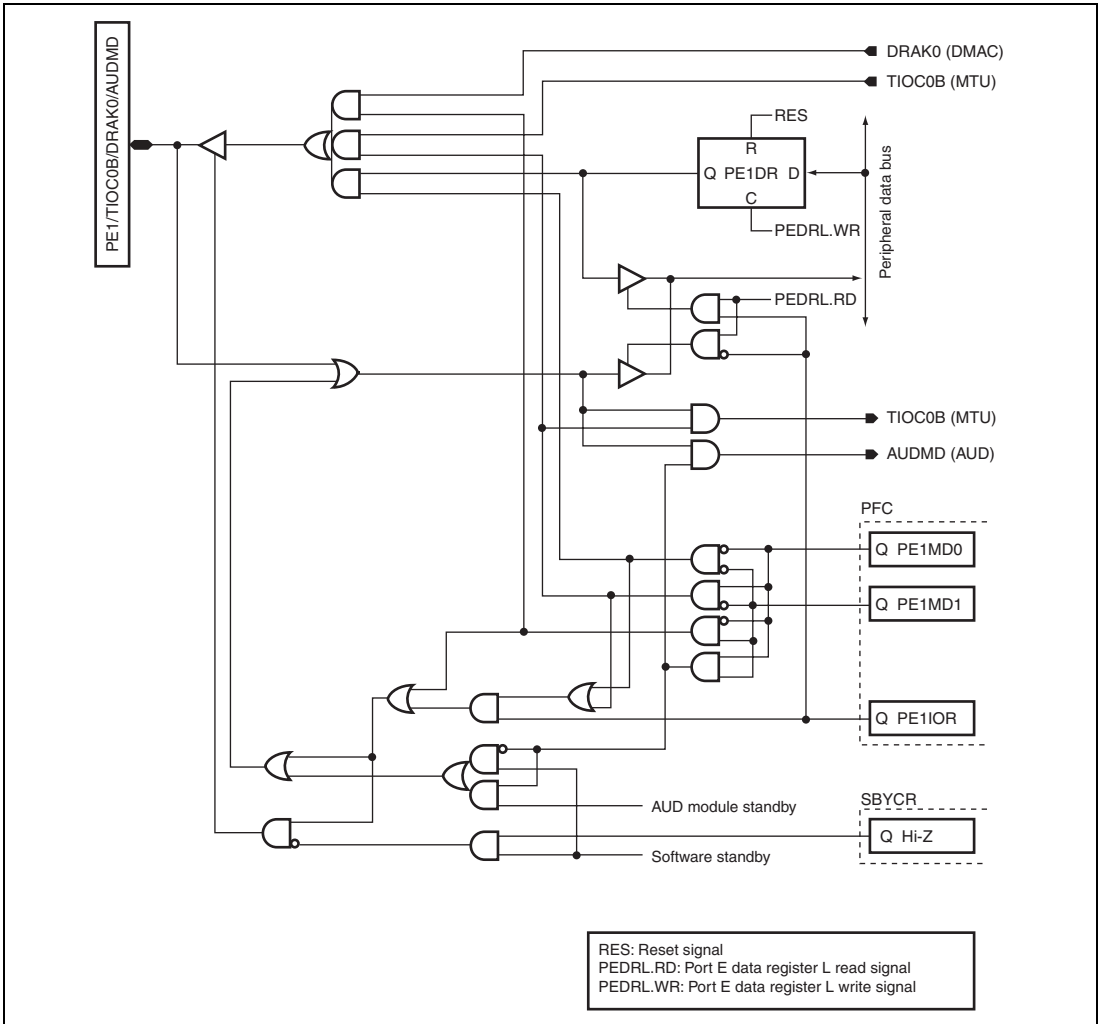 PE1/TIOC0B/DRAK0/AUDMD
DRAK0 (DMAC)
TIOC0B (MTU)
RES
R
Q PE1DR D
C
PEDRL.WR
Peripheral data bus
PEDRL.RD
TIOC0B (MTU)
AUDMD (AUD)
PFC
Q PE1MD0
Q PE1MD1
Q PE1IOR
AUD module standby
SBYCR
Q Hi-Z
Software standby
RES: Reset signal
PEDRL.RD: Port E data register L read signal
PEDRL.WR: Port E data register L write signal